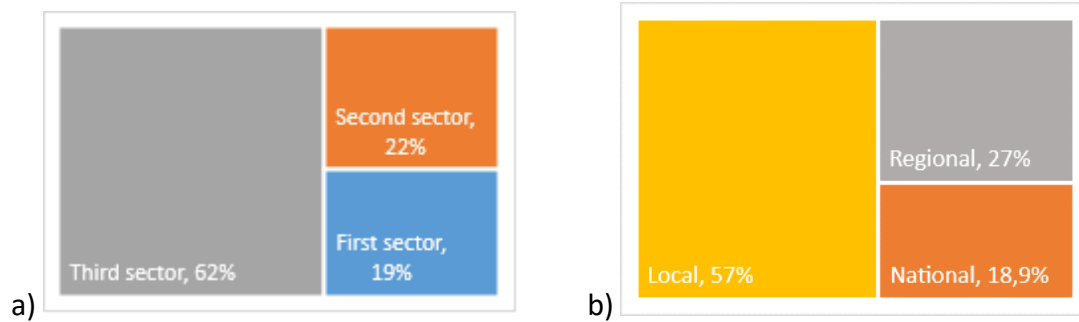 Second sector,
22%
First sector,
19%
Third sector, 62%
a)
Regional, 27%
Local, 57%
National, 18,9%
b)